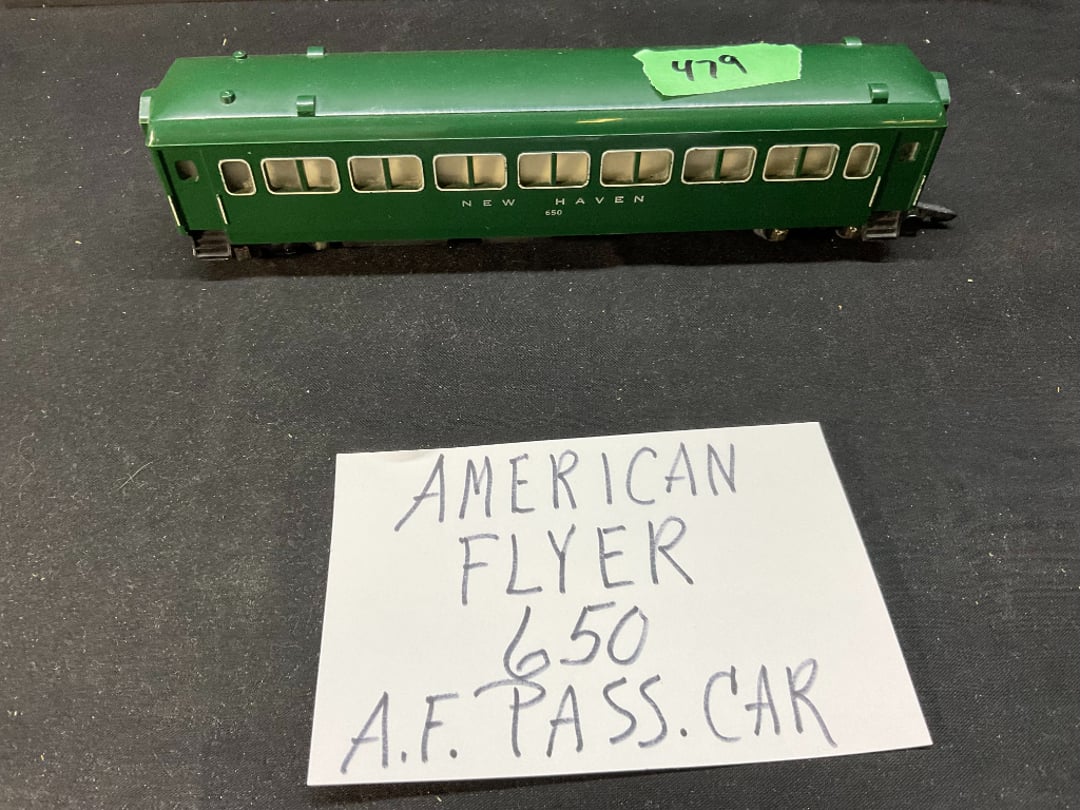 479
NEW HAVEN
650
AMERICAN
FLYER
650
A.F. PASS. CAR